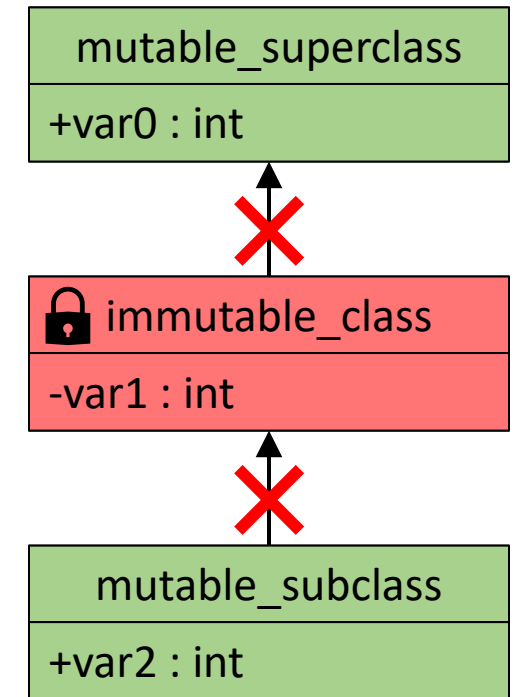 mutable_superclass
+var0 : int
immutable_class
-var1 : int
mutable_subclass
+var2 : int